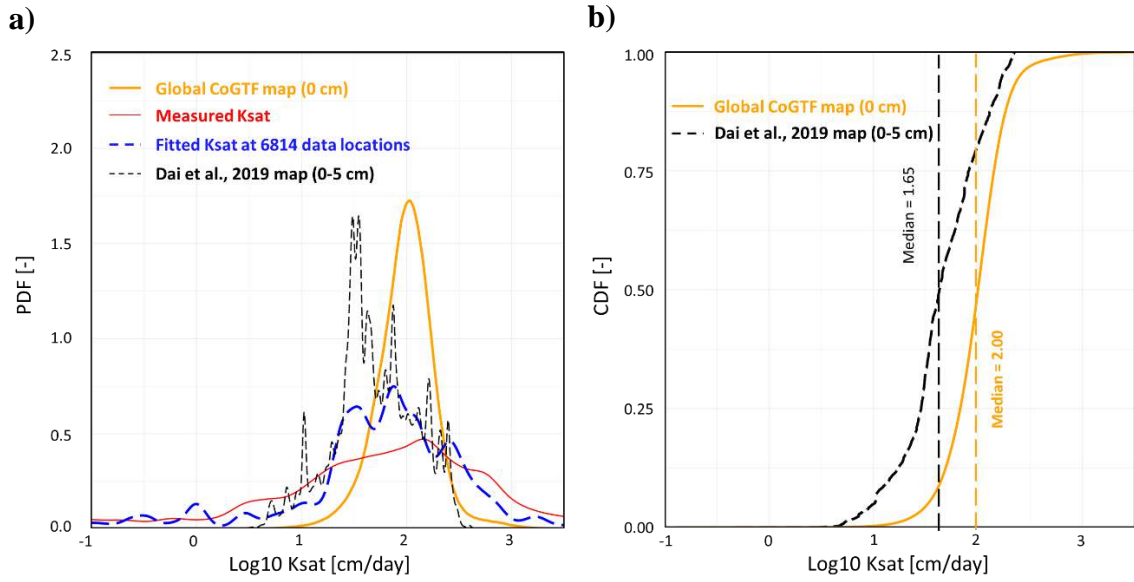 a)
2.5
2.0
1.5
1.0
0.5
0.0
PDF [-]
Global CoGTF map (0 cm)
Measured Ksat
Fitted Ksat at 6814 data locations
Dai et al., 2019 map (0-5 cm)
-1
0
1
2
3
Log10 Ksat [cm/day]
b)
1.00
0.75
0.50
0.25
0.00
CDF [-]
Global CoGTF map (0 cm)
Dai et al., 2019 map (0-5 cm)
Median = 1.65
Median = 2.00
-1
0
1
2
3
Log10 Ksat [cm/day]